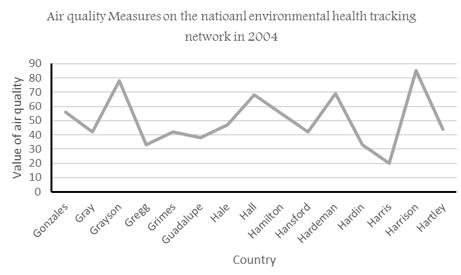 Air quality Measures on the natioanl environmental health tracking
network in 2004
90
80
70
60
50
40
30
20
10
0
Value of air quality
Gonzales
Gray
Grayson
Gregg
Grimes
Guadalupe
Hale
Hall
Hamilton
Hansford
Hardeman
Hardin
Harris
Harrison
Hartley
Country